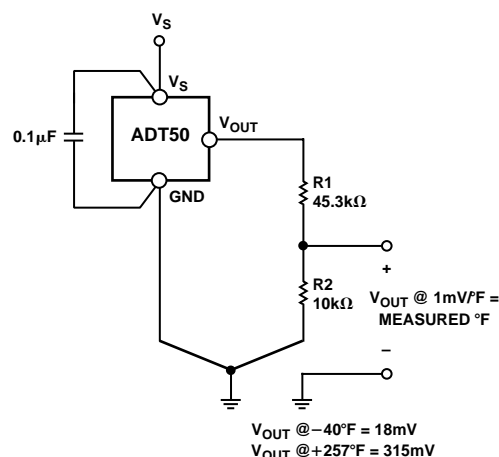 VS
VS
0.1μF
ADT50
VOUT
GND
R1
45.3kΩ
R2
10kΩ
+
VOUT @ 1mV/°F =
MEASURED °F
–
VOUT @ –40°F = 18mV
VOUT @ +257°F = 315mV